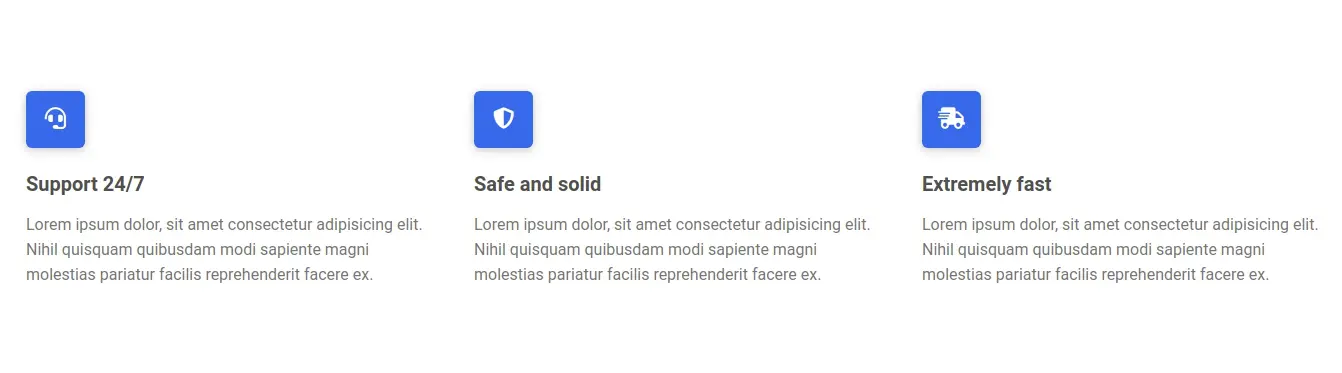 Support 24/7
Lorem ipsum dolor, sit amet consectetur adipisicing elit.
Nihil quisquam quibusdam modi sapiente magni
molestias pariatur facilis reprehenderit facere ex.
Safe and solid
Lorem ipsum dolor, sit amet consectetur adipisicing elit.
Nihil quisquam quibusdam modi sapiente magni
molestias pariatur facilis reprehenderit facere ex.
Extremely fast
Lorem ipsum dolor, sit amet consectetur adipisicing elit.
Nihil quisquam quibusdam modi sapiente magni
molestias pariatur facilis reprehenderit facere ex.